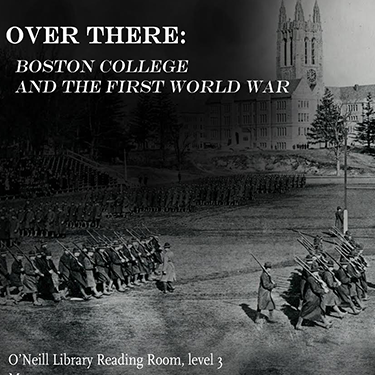 OVER THERE:
BOSTON COLLEGE
AND THE FIRST WORLD WAR
O'Neill Library Reading Room, level 3